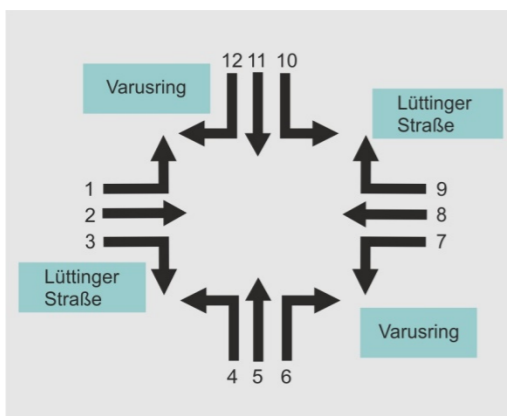 12 11 10
Varusring
Lüttinger
Straße
1
2
3
9
8
7
Lüttinger
Straße
Varusring
4 5 6